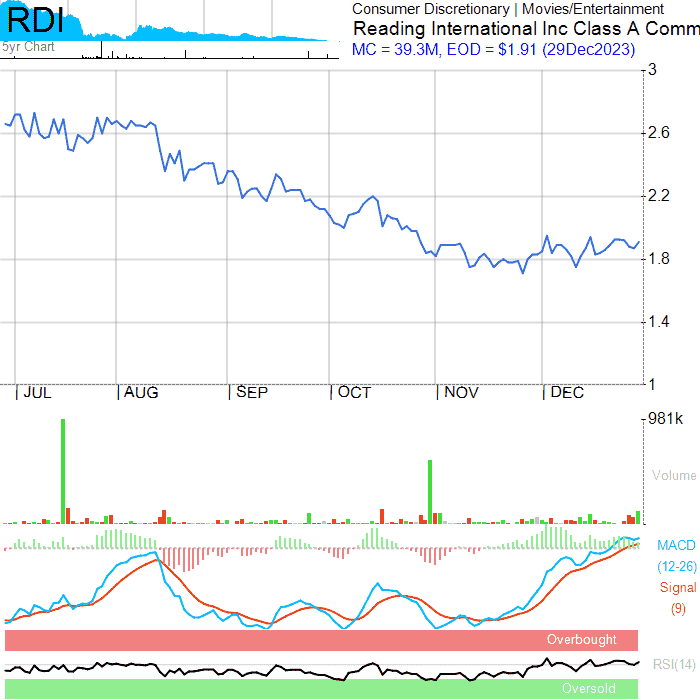 RDI
5yr Chart
Consumer Discretionary | Movies/Entertainment
Reading International Inc Class A Comm
MC = 39.3M, EOD = $1.91 (29Dec2023)
3
2.6
2.2
1.8
1.4
1
JUL AUG SEP OCT NOV DEC
981k
Volume
MACD
(12-26)
Signal
(9)
Overbought
RSI(14)
Oversold